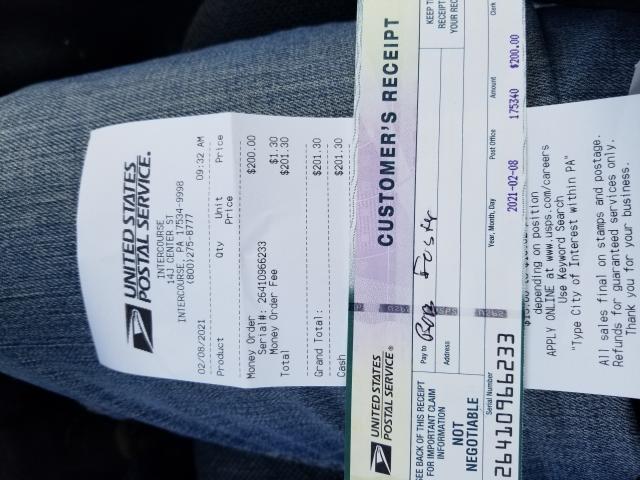 UNITED STATES
POSTAL SERVICE.
INTERCOURSE
14J CENTER ST
INTERCOURSE, PA 17534-9998
(800)275-8777
02/08/2021 09:32 AM
Product Qty Unit Price
Price
Money Order $200.00
Serial#: 26410966233
Money Order Fee $1.30
Total $201.30
Grand Total: $201.30
Cash $201.30
UNITED STATES
POSTAL SERVICE®
CUSTOMER'S RECEIPT
SEE BACK OF THIS RECEIPT
FOR IMPORTANT CLAIM
INFORMATION
NOT
NEGOTIABLE
Pay to
Address
KEEP
RECEIPT
YOUR
Serial Number Year, Month, Day Post Office Amount Clerk
26410966233 2021-02-08 175340 $200.00
depending on position
APPLY ONLINE at www.usps.com/careers
Use Keyword Search
"Type City of Interest within PA"
All sales final on stamps and postage.
Refunds for guaranteed services only.
Thank you for your business.